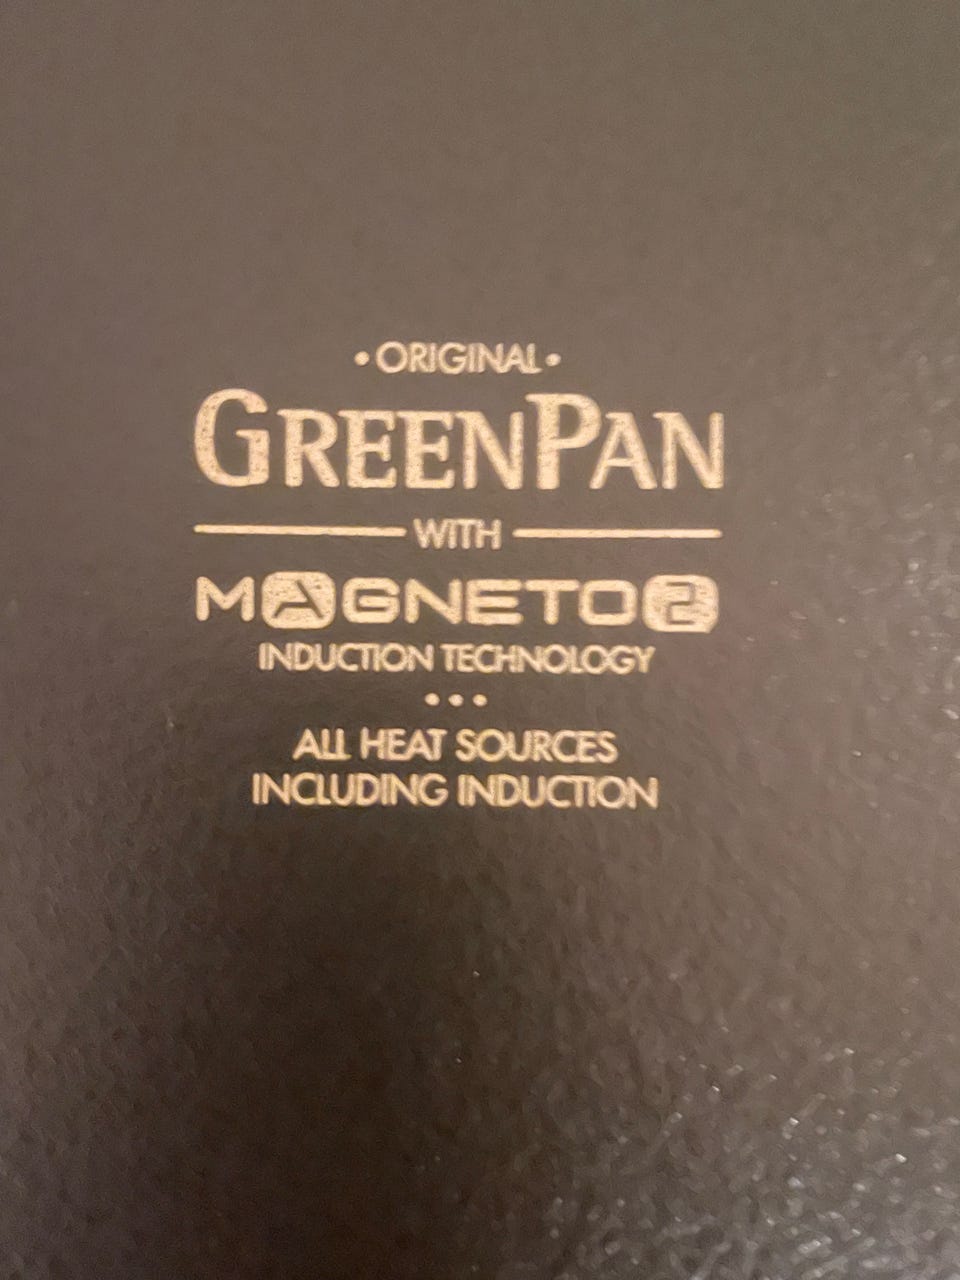 • ORIGINAL •
GREENPAN
WITH
MAGNETO2
INDUCTION TECHNOLOGY
• • •
ALL HEAT SOURCES
INCLUDING INDUCTION